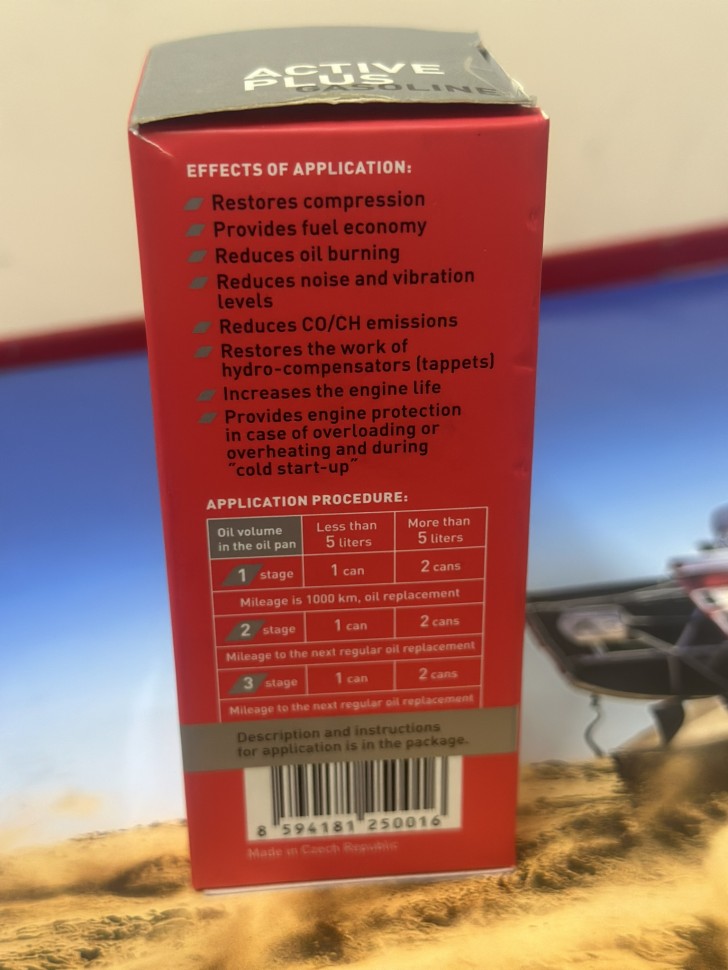 ACTIVE
PLUS
GASOLINE
EFFECTS OF APPLICATION:
Restores compression
Provides fuel economy
Reduces oil burning
Reduces noise and vibration
levels
Reduces CO/CH emissions
Restores the work of
hydro-compensators (tappets)
Increases the engine life
Provides engine protection
in case of overloading or
overheating and during
"cold start-up"
APPLICATION PROCEDURE:
Oil volume
in the oil pan
Less than
5 liters
More than
5 liters
1 stage
1 can
2 cans
Mileage is 1000 km, oil replacement
2 stage
1 can
2 cans
Mileage to the next regular oil replacement
3 stage
1 can
2 cans
Mileage to the next regular oil replacement
Description and instructions
for application is in the package.
8 594181 250016
Made in Czech Republic